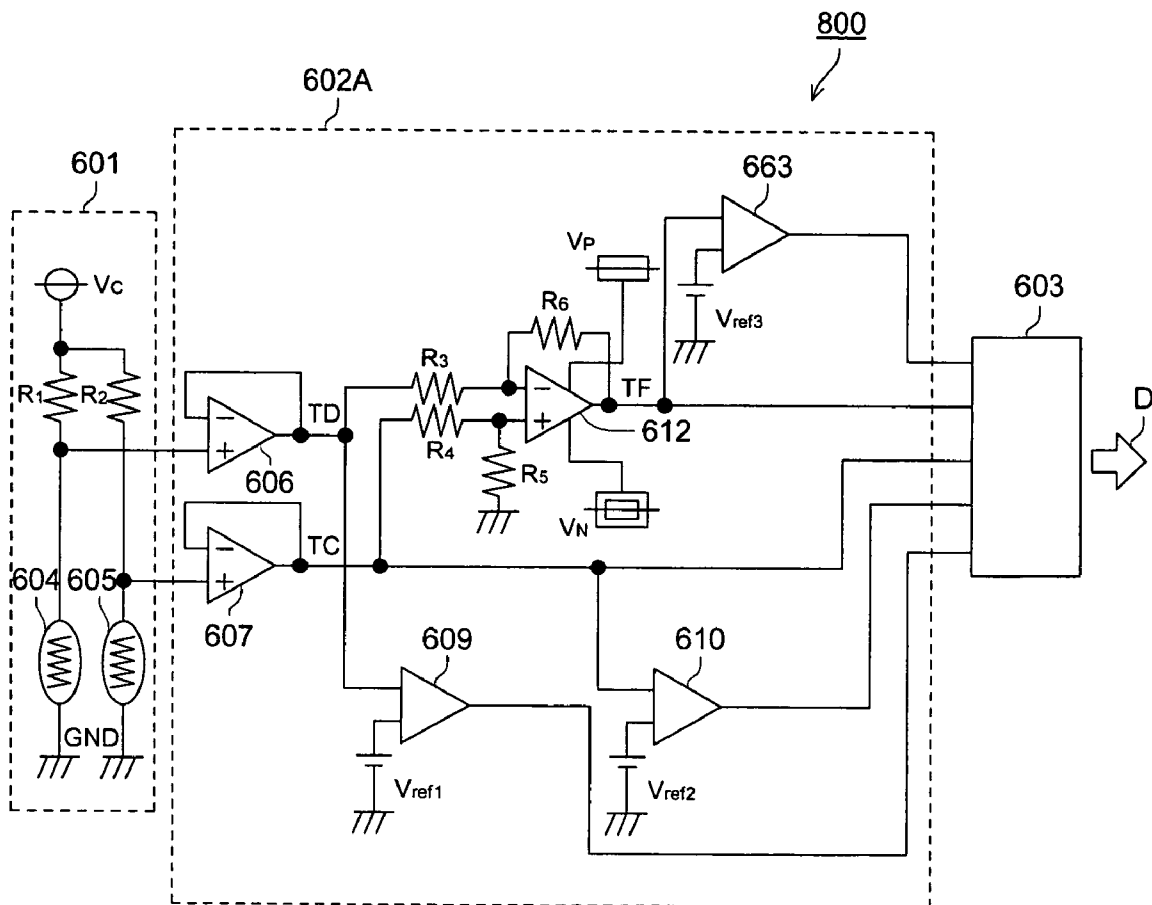 800
602A
601
663
VP
VC
R6
Vref3
603
R3
R1
R2
TD
TF
D
612
R4
606
R5
VN
TC
604
605
607
609
610
GND
Vref1
Vref2